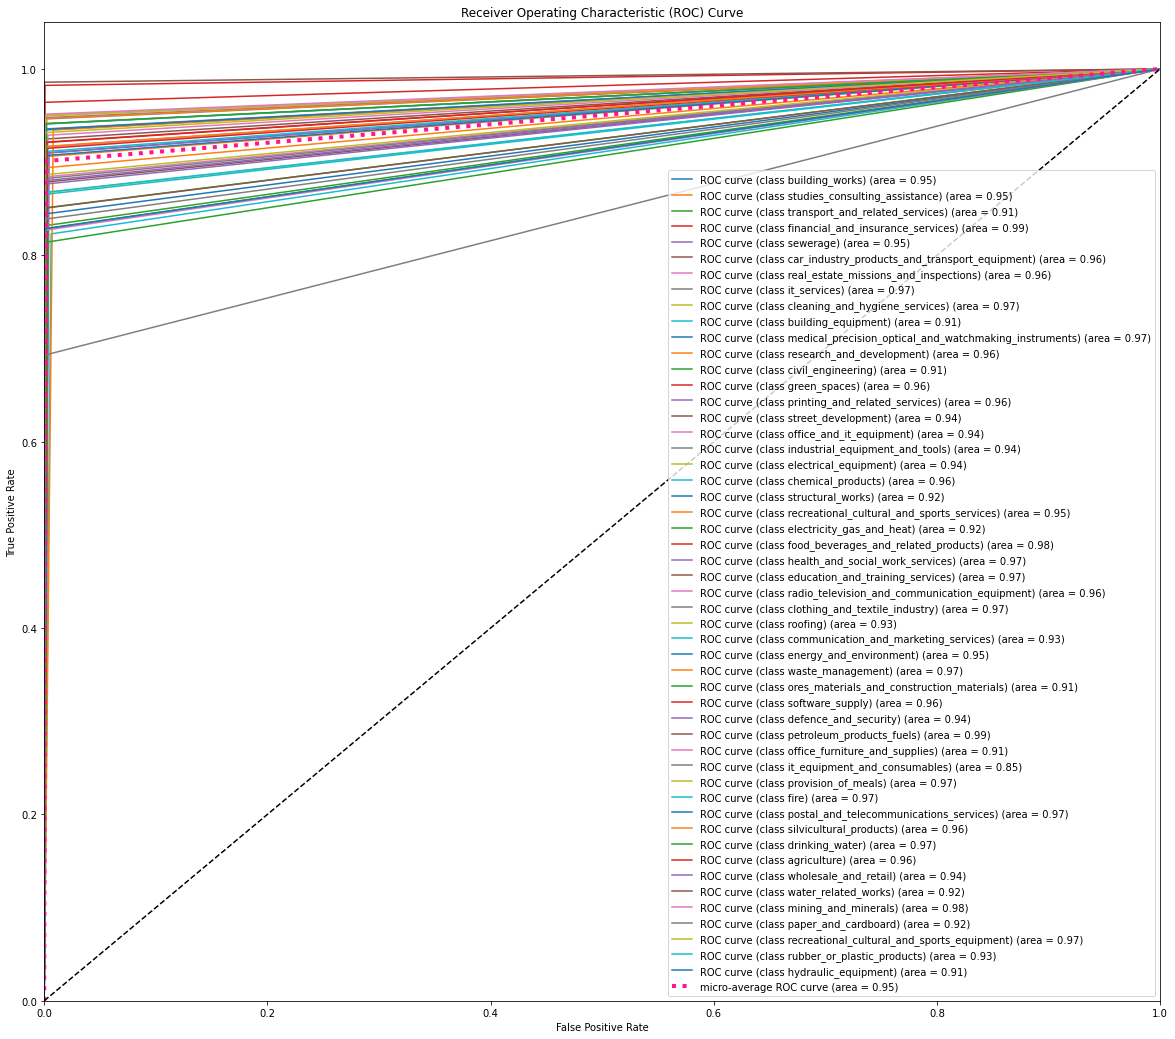 Receiver Operating Characteristic (ROC) Curve
1.0
0.8
0.6
0.4
0.2
0.0
True Positive Rate
ROC curve (class building_works) (area = 0.95)
ROC curve (class studies_consulting_assistance) (area = 0.95)
ROC curve (class transport_and_related_services) (area = 0.91)
ROC curve (class financial_and_insurance_services) (area = 0.99)
ROC curve (class sewerage) (area = 0.95)
ROC curve (class car_industry_products_and_transport_equipment) (area = 0.96)
ROC curve (class real_estate_missions_and_inspections) (area = 0.96)
ROC curve (class it_services) (area = 0.97)
ROC curve (class cleaning_and_hygiene_services) (area = 0.97)
ROC curve (class building_equipment) (area = 0.91)
ROC curve (class medical_precision_optical_and_watchmaking_instruments) (area = 0.97)
ROC curve (class research_and_development) (area = 0.96)
ROC curve (class civil_engineering) (area = 0.91)
ROC curve (class green_spaces) (area = 0.96)
ROC curve (class printing_and_related_services) (area = 0.96)
ROC curve (class street_development) (area = 0.94)
ROC curve (class office_and_it_equipment) (area = 0.94)
ROC curve (class industrial_equipment_and_tools) (area = 0.94)
ROC curve (class electrical_equipment) (area = 0.94)
ROC curve (class chemical_products) (area = 0.96)
ROC curve (class structural_works) (area = 0.92)
ROC curve (class recreational_cultural_and_sports_services) (area = 0.95)
ROC curve (class electricity_gas_and_heat) (area = 0.92)
ROC curve (class food_beverages_and_related_products) (area = 0.98)
ROC curve (class health_and_social_work_services) (area = 0.97)
ROC curve (class education_and_training_services) (area = 0.97)
ROC curve (class radio_television_and_communication_equipment) (area = 0.96)
ROC curve (class clothing_and_textile_industry) (area = 0.97)
ROC curve (class roofing) (area = 0.93)
ROC curve (class communication_and_marketing_services) (area = 0.93)
ROC curve (class energy_and_environment) (area = 0.95)
ROC curve (class waste_management) (area = 0.97)
ROC curve (class ores_materials_and_construction_materials) (area = 0.91)
ROC curve (class software_supply) (area = 0.96)
ROC curve (class defence_and_security) (area = 0.94)
ROC curve (class petroleum_products_fuels) (area = 0.99)
ROC curve (class office_furniture_and_supplies) (area = 0.91)
ROC curve (class it_equipment_and_consumables) (area = 0.85)
ROC curve (class provision_of_meals) (area = 0.97)
ROC curve (class fire) (area = 0.97)
ROC curve (class postal_and_telecommunications_services) (area = 0.97)
ROC curve (class silvicultural_products) (area = 0.96)
ROC curve (class drinking_water) (area = 0.97)
ROC curve (class agriculture) (area = 0.96)
ROC curve (class wholesale_and_retail) (area = 0.94)
ROC curve (class water_related_works) (area = 0.92)
ROC curve (class mining_and_minerals) (area = 0.98)
ROC curve (class paper_and_cardboard) (area = 0.92)
ROC curve (class recreational_cultural_and_sports_equipment) (area = 0.97)
ROC curve (class rubber_or_plastic_products) (area = 0.93)
ROC curve (class hydraulic_equipment) (area = 0.91)
micro-average ROC curve (area = 0.95)
0.0 0.2 0.4 0.6 0.8 1.0
False Positive Rate